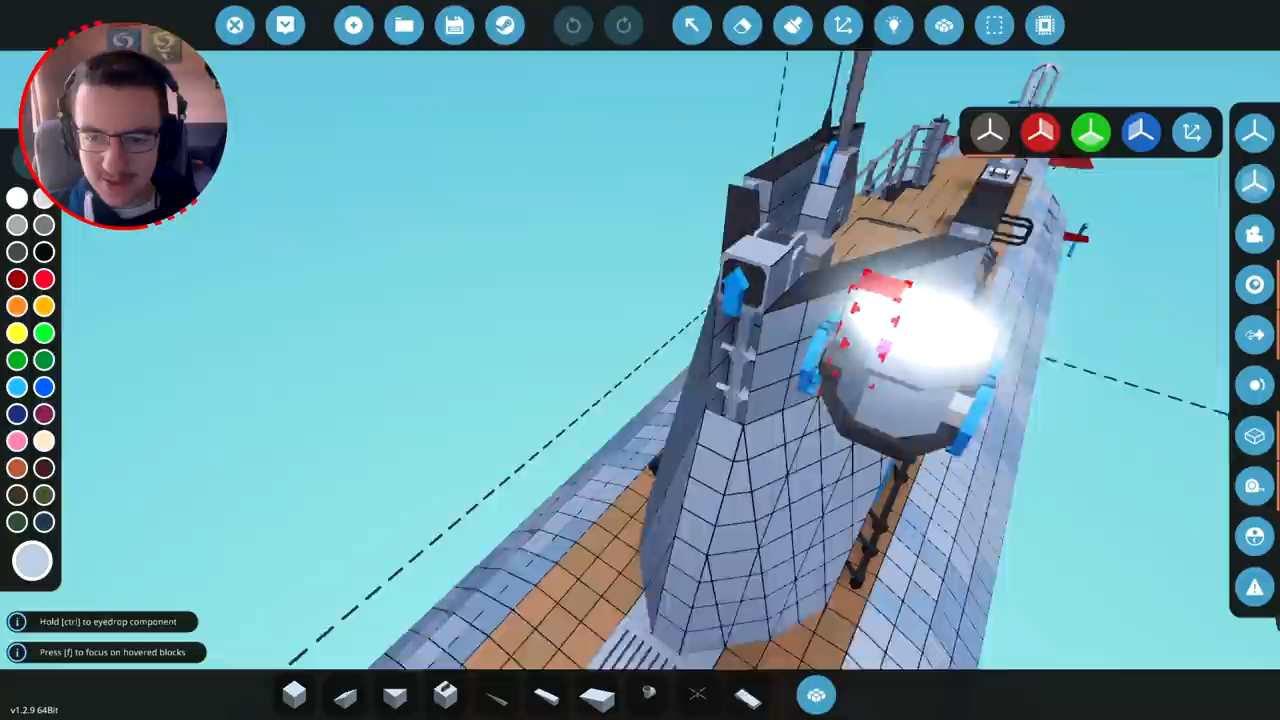 Hold [ctrl] to eyedrop component
Press [f] to focus on hovered blocks
v1.2.9 64Bit